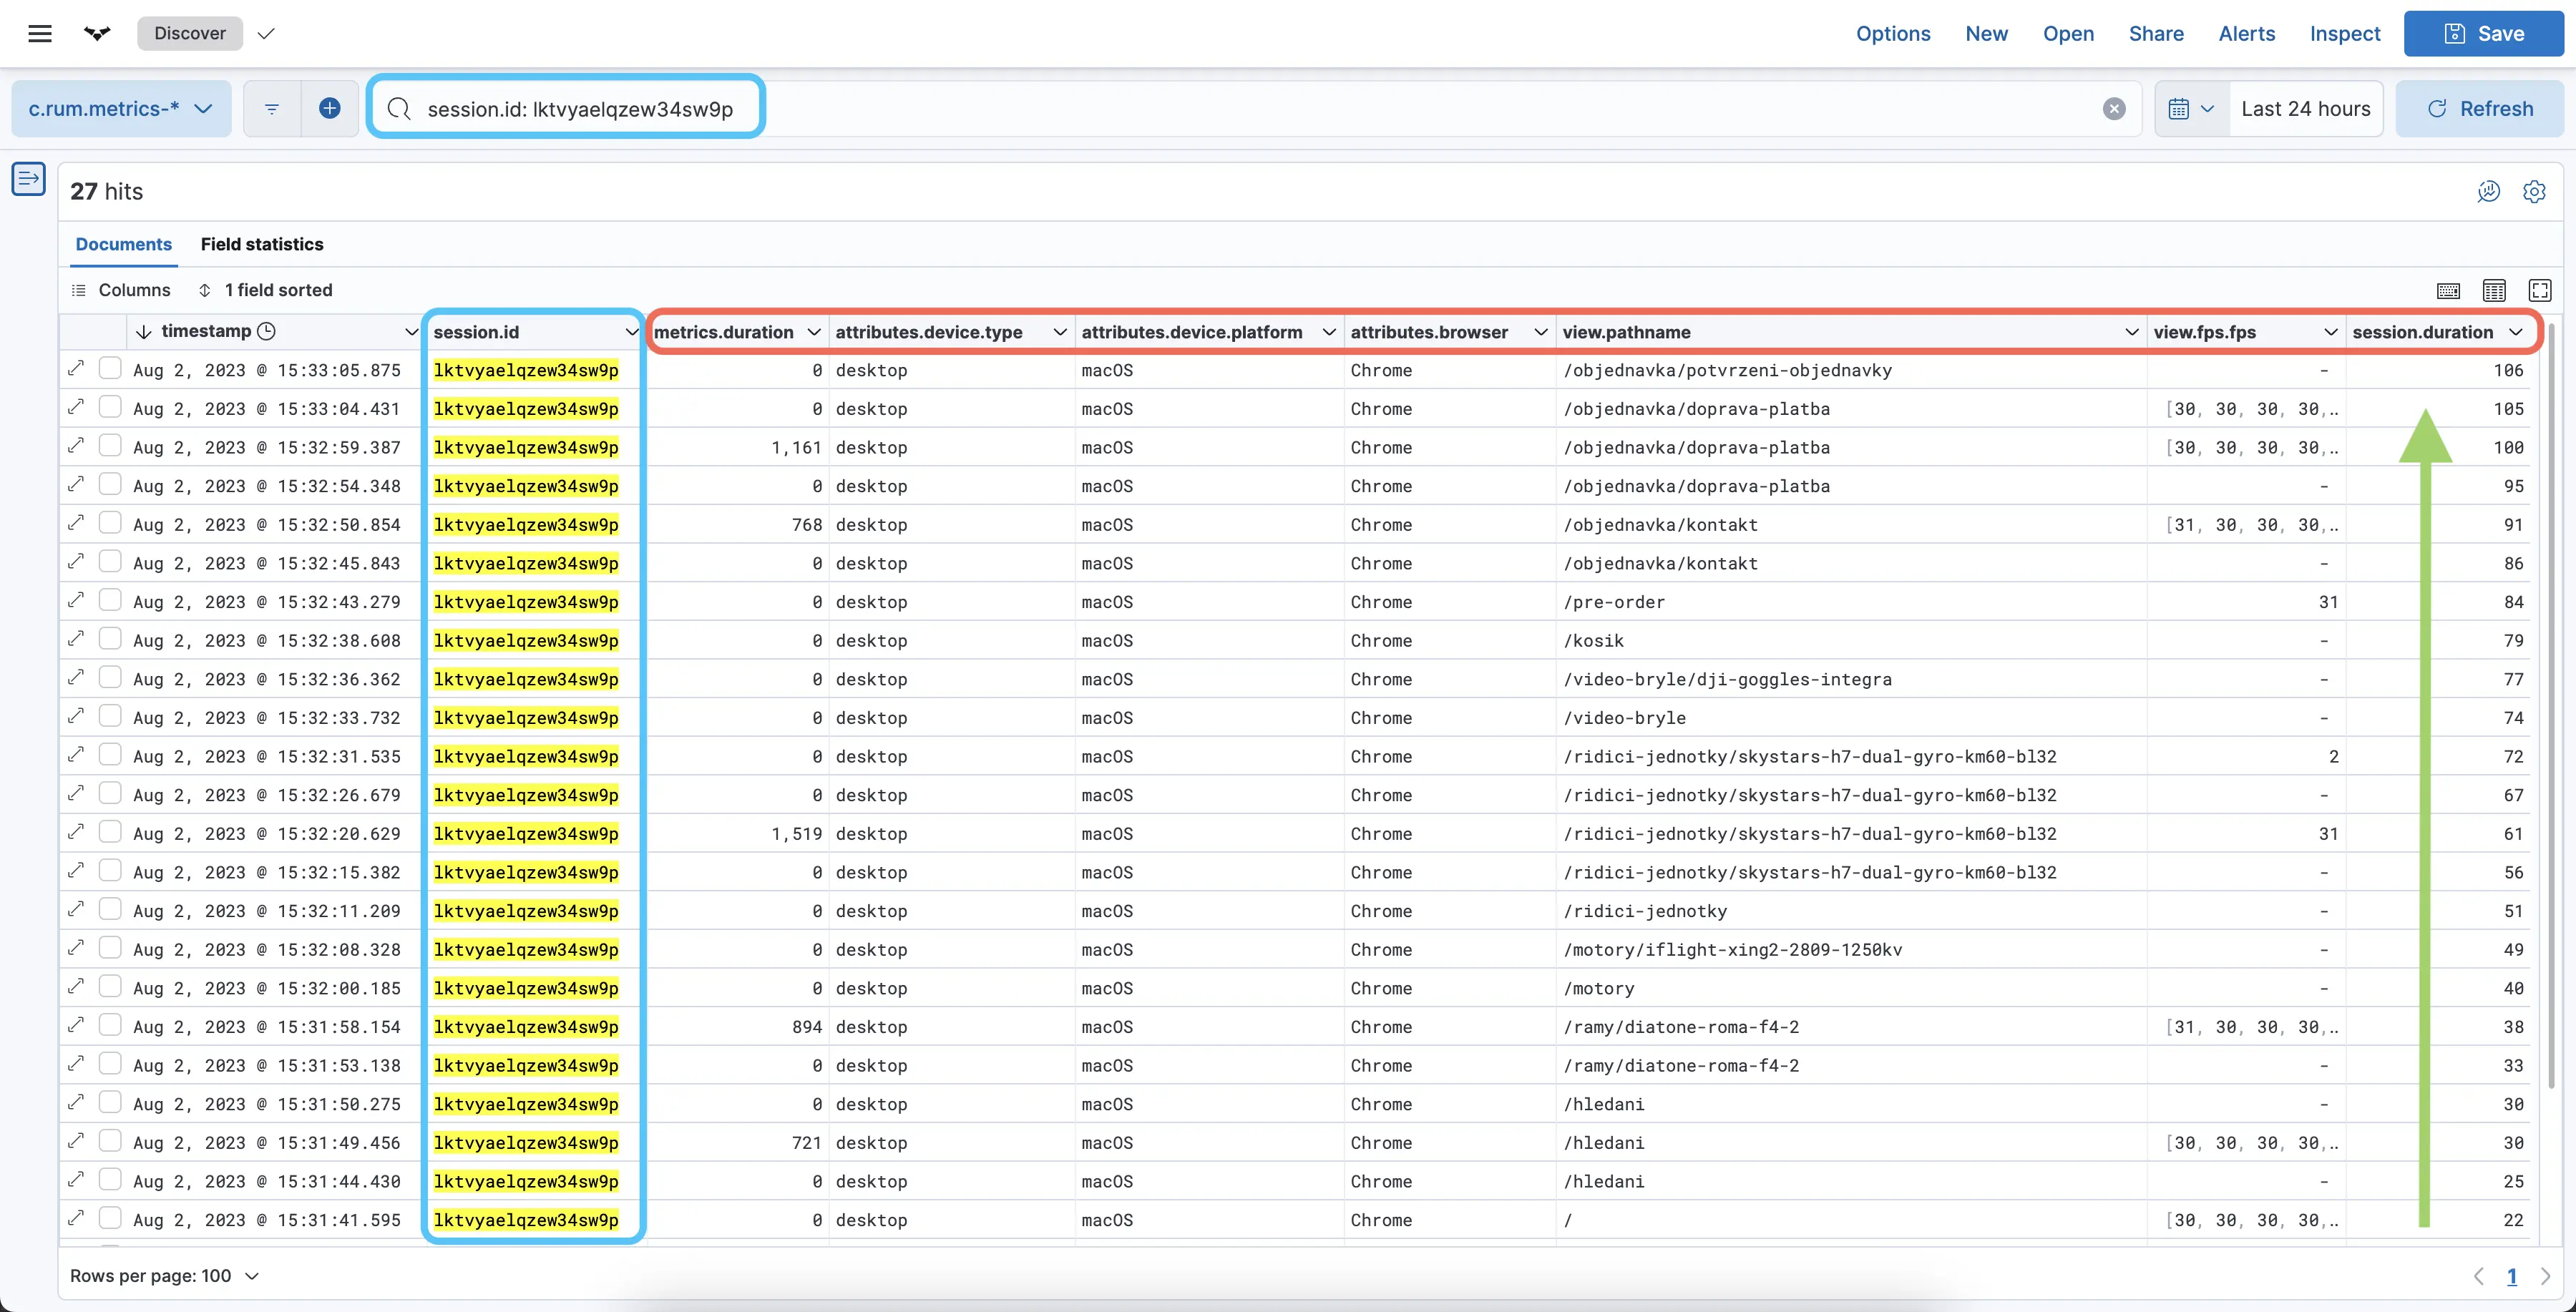 Discover Options New Open Share Alerts Inspect Save
c.rum.metrics-* session.id: lktvyaelqzew34sw9p Last 24 hours Refresh
27 hits
Documents Field statistics
Columns 1 field sorted
timestamp session.id metrics.duration attributes.device.type attributes.device.platform attributes.browser view.pathname view.fps.fps session.duration
Aug 2, 2023 @ 15:33:05.875 lktvyaelqzew34sw9p 0 desktop macOS Chrome /objednavka/potvrzeni-objednavky - 106
Aug 2, 2023 @ 15:33:04.431 lktvyaelqzew34sw9p 0 desktop macOS Chrome /objednavka/doprava-platba [30, 30, 30, 30,.. 105
Aug 2, 2023 @ 15:32:59.387 lktvyaelqzew34sw9p 1,161 desktop macOS Chrome /objednavka/doprava-platba [30, 30, 30, 30,.. 100
Aug 2, 2023 @ 15:32:54.348 lktvyaelqzew34sw9p 0 desktop macOS Chrome /objednavka/doprava-platba - 95
Aug 2, 2023 @ 15:32:50.854 lktvyaelqzew34sw9p 768 desktop macOS Chrome /objednavka/kontakt [31, 30, 30, 30,.. 91
Aug 2, 2023 @ 15:32:45.843 lktvyaelqzew34sw9p 0 desktop macOS Chrome /objednavka/kontakt - 86
Aug 2, 2023 @ 15:32:43.279 lktvyaelqzew34sw9p 0 desktop macOS Chrome /pre-order 31 84
Aug 2, 2023 @ 15:32:38.608 lktvyaelqzew34sw9p 0 desktop macOS Chrome /kosik - 79
Aug 2, 2023 @ 15:32:36.362 lktvyaelqzew34sw9p 0 desktop macOS Chrome /video-bryle/dji-goggles-integra - 77
Aug 2, 2023 @ 15:32:33.732 lktvyaelqzew34sw9p 0 desktop macOS Chrome /video-bryle - 74
Aug 2, 2023 @ 15:32:31.535 lktvyaelqzew34sw9p 0 desktop macOS Chrome /ridici-jednotky/skystars-h7-dual-gyro-km60-bl32 2 72
Aug 2, 2023 @ 15:32:26.679 lktvyaelqzew34sw9p 0 desktop macOS Chrome /ridici-jednotky/skystars-h7-dual-gyro-km60-bl32 - 67
Aug 2, 2023 @ 15:32:20.629 lktvyaelqzew34sw9p 1,519 desktop macOS Chrome /ridici-jednotky/skystars-h7-dual-gyro-km60-bl32 31 61
Aug 2, 2023 @ 15:32:15.382 lktvyaelqzew34sw9p 0 desktop macOS Chrome /ridici-jednotky/skystars-h7-dual-gyro-km60-bl32 - 56
Aug 2, 2023 @ 15:32:11.209 lktvyaelqzew34sw9p 0 desktop macOS Chrome /ridici-jednotky - 51
Aug 2, 2023 @ 15:32:08.328 lktvyaelqzew34sw9p 0 desktop macOS Chrome /motory/iflight-xing2-2809-1250kv - 49
Aug 2, 2023 @ 15:32:00.185 lktvyaelqzew34sw9p 0 desktop macOS Chrome /motory - 40
Aug 2, 2023 @ 15:31:58.154 lktvyaelqzew34sw9p 894 desktop macOS Chrome /ramy/diatone-roma-f4-2 [31, 30, 30, 30,.. 38
Aug 2, 2023 @ 15:31:53.138 lktvyaelqzew34sw9p 0 desktop macOS Chrome /ramy/diatone-roma-f4-2 - 33
Aug 2, 2023 @ 15:31:50.275 lktvyaelqzew34sw9p 0 desktop macOS Chrome /hledani - 30
Aug 2, 2023 @ 15:31:49.456 lktvyaelqzew34sw9p 721 desktop macOS Chrome /hledani [30, 30, 30, 30,.. 30
Aug 2, 2023 @ 15:31:44.430 lktvyaelqzew34sw9p 0 desktop macOS Chrome /hledani - 25
Aug 2, 2023 @ 15:31:41.595 lktvyaelqzew34sw9p 0 desktop macOS Chrome / [30, 30, 30, 30,.. 22
Rows per page: 100 1